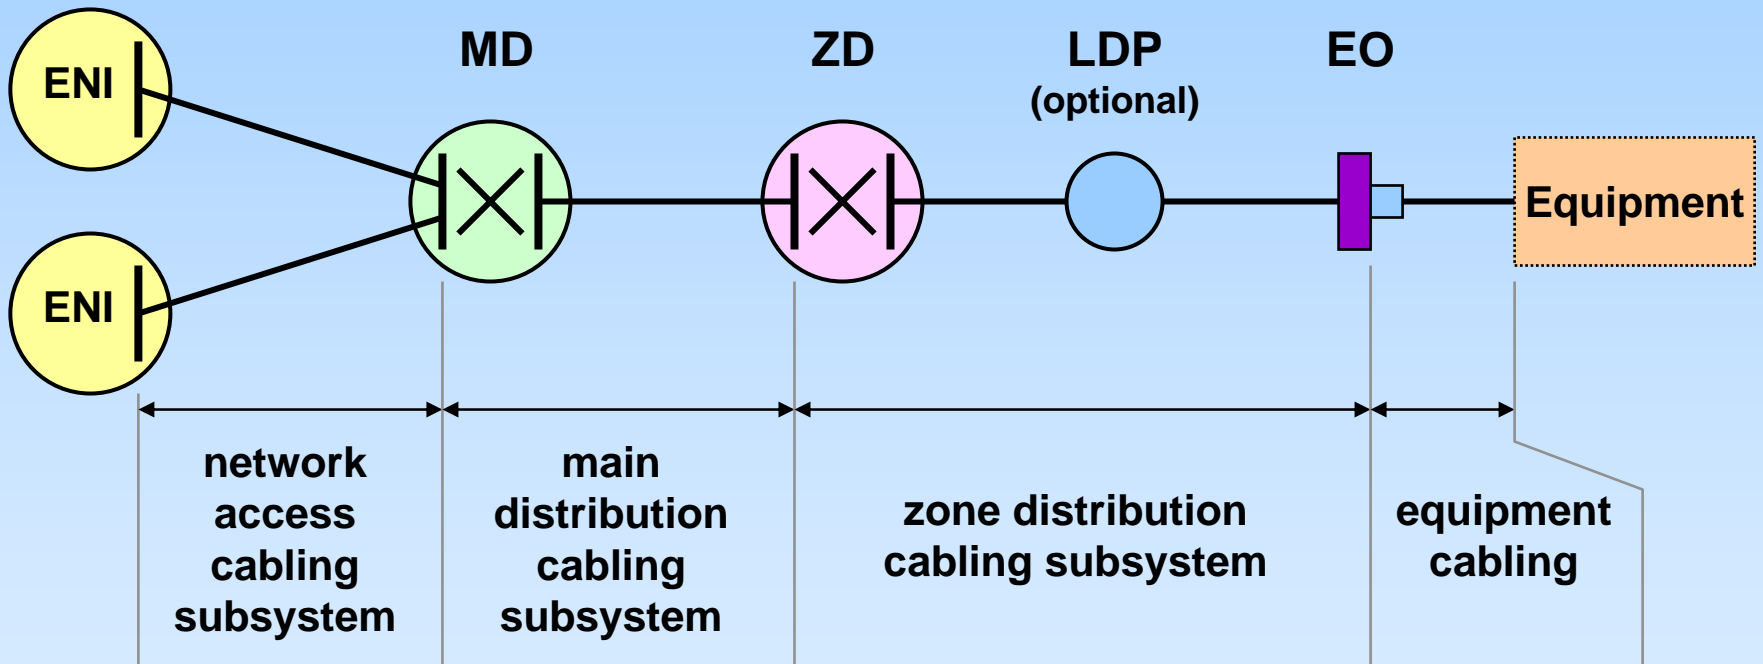 MD
ZD
LDP
(optional)
EO
ENI
ENI
Equipment
network
access
cabling
subsystem
main
distribution
cabling
subsystem
zone distribution
cabling subsystem
equipment
cabling